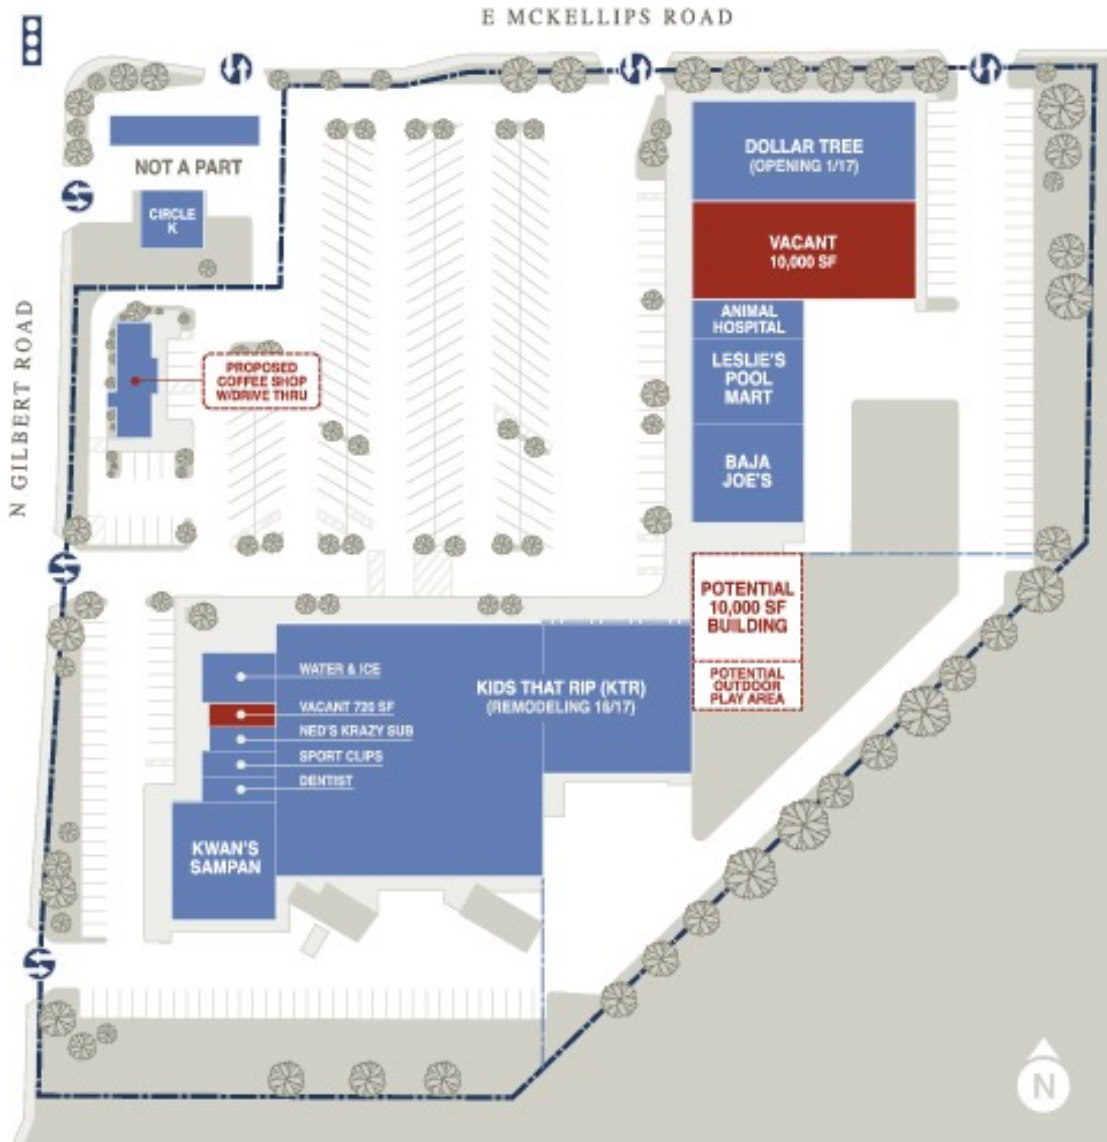 E MCKELLIPS ROAD
DOLLAR TREE
(OPENING 1/17)
NOT A PART
CIRCLE
K
VACANT
10,000 SF
N GILBERT ROAD
ANIMAL
HOSPITAL
PROPOSED
COFFEE SHOP
W/DRIVE THRU
LESLIE'S
POOL
MART
BAJA
JOE'S
POTENTIAL
10,000 SF
BUILDING
POTENTIAL
OUTDOOR
PLAY AREA
WATER & ICE
KIDS THAT RIP (KTR)
(REMODELING 16/17)
VACANT 720 SF
NED'S KRAZY SUB
SPORT CLIPS
DENTIST
KWAN'S
SAMPAN
N